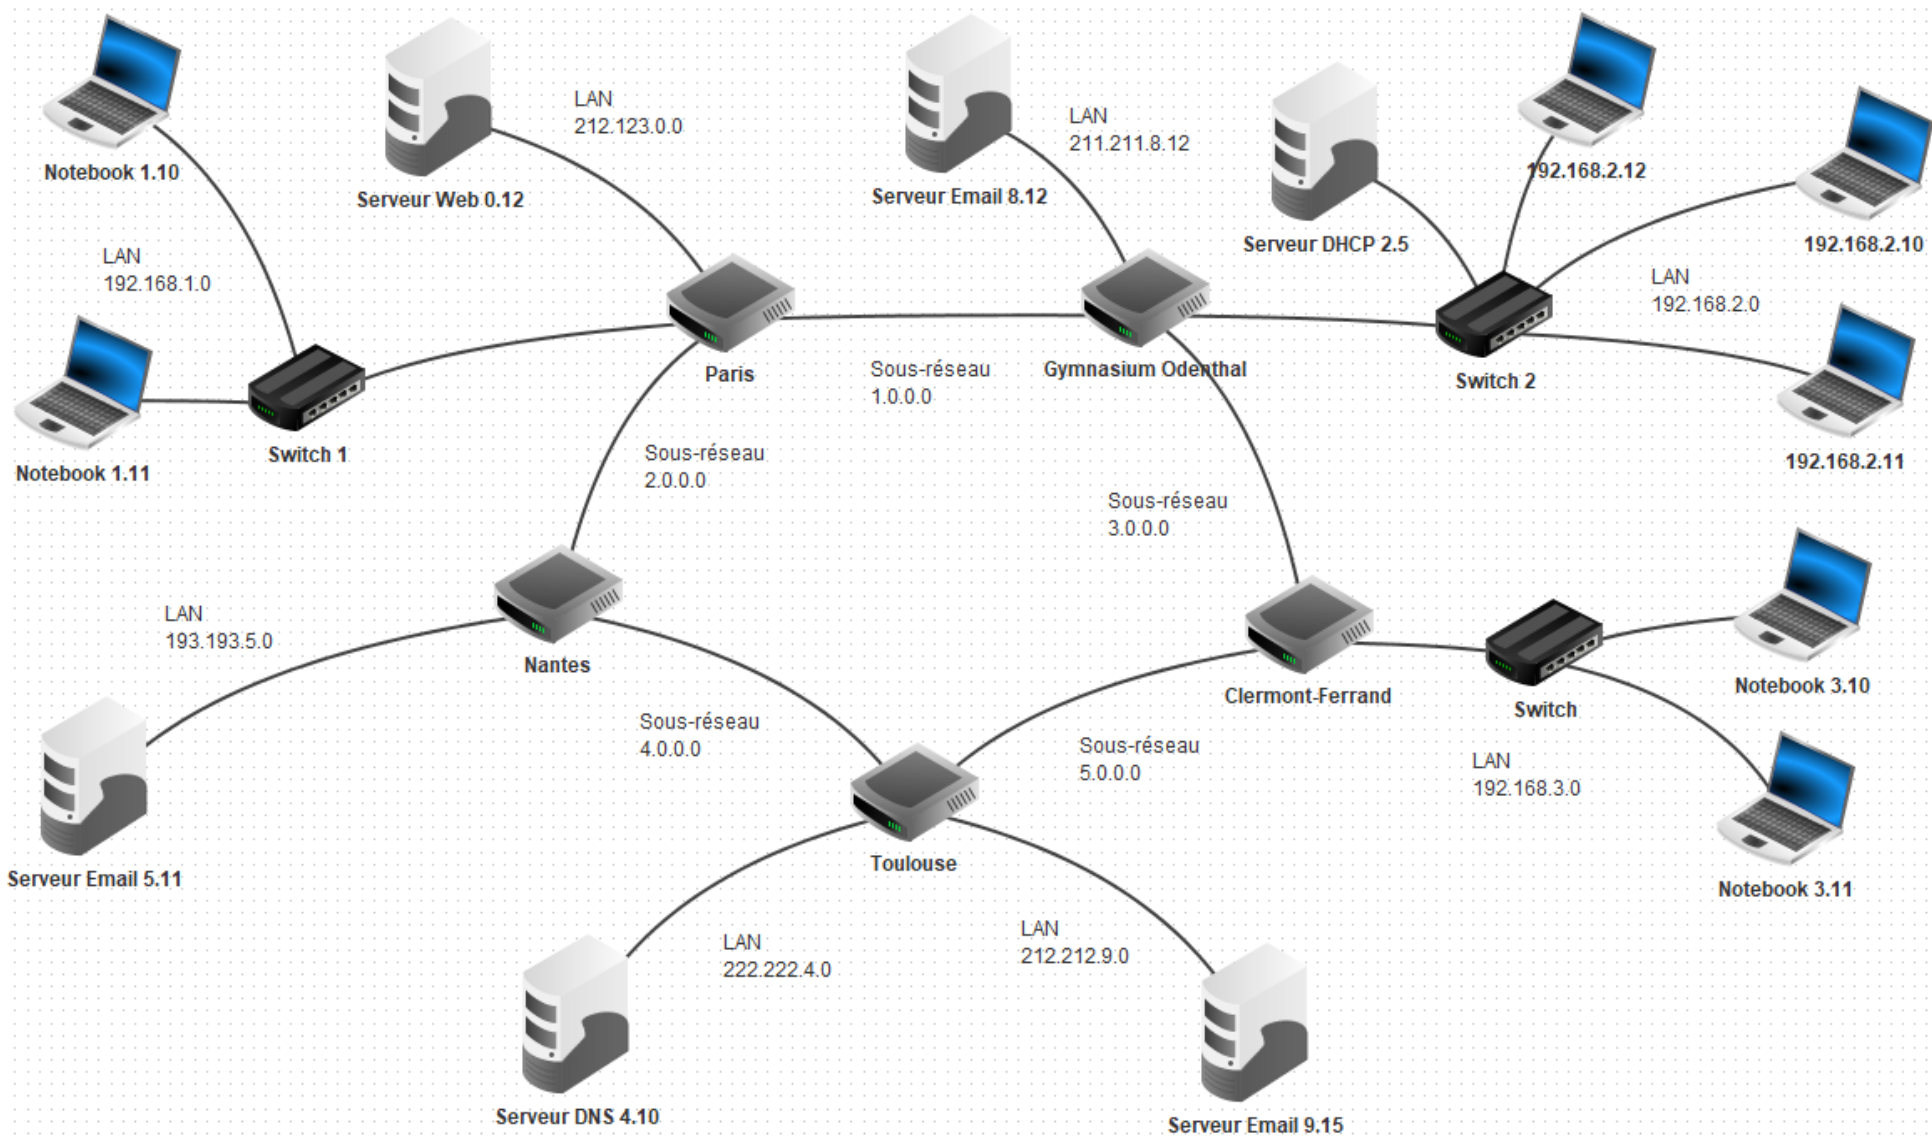 Notebook 1.10
Serveur Web 0.12
LAN
212.123.0.0
Serveur Email 8.12
LAN
211.211.8.12
Serveur DHCP 2.5
192.168.2.12
192.168.2.10
LAN
192.168.1.0
LAN
192.168.2.0
Paris
Sous-réseau
1.0.0.0
Gymnasium Odenthal
Switch 2
Notebook 1.11
Switch 1
192.168.2.11
Sous-réseau
2.0.0.0
Sous-réseau
3.0.0.0
LAN
193.193.5.0
Nantes
Clermont-Ferrand
Switch
Notebook 3.10
Sous-réseau
4.0.0.0
Sous-réseau
5.0.0.0
LAN
192.168.3.0
Serveur Email 5.11
Toulouse
Notebook 3.11
LAN
222.222.4.0
LAN
212.212.9.0
Serveur DNS 4.10
Serveur Email 9.15